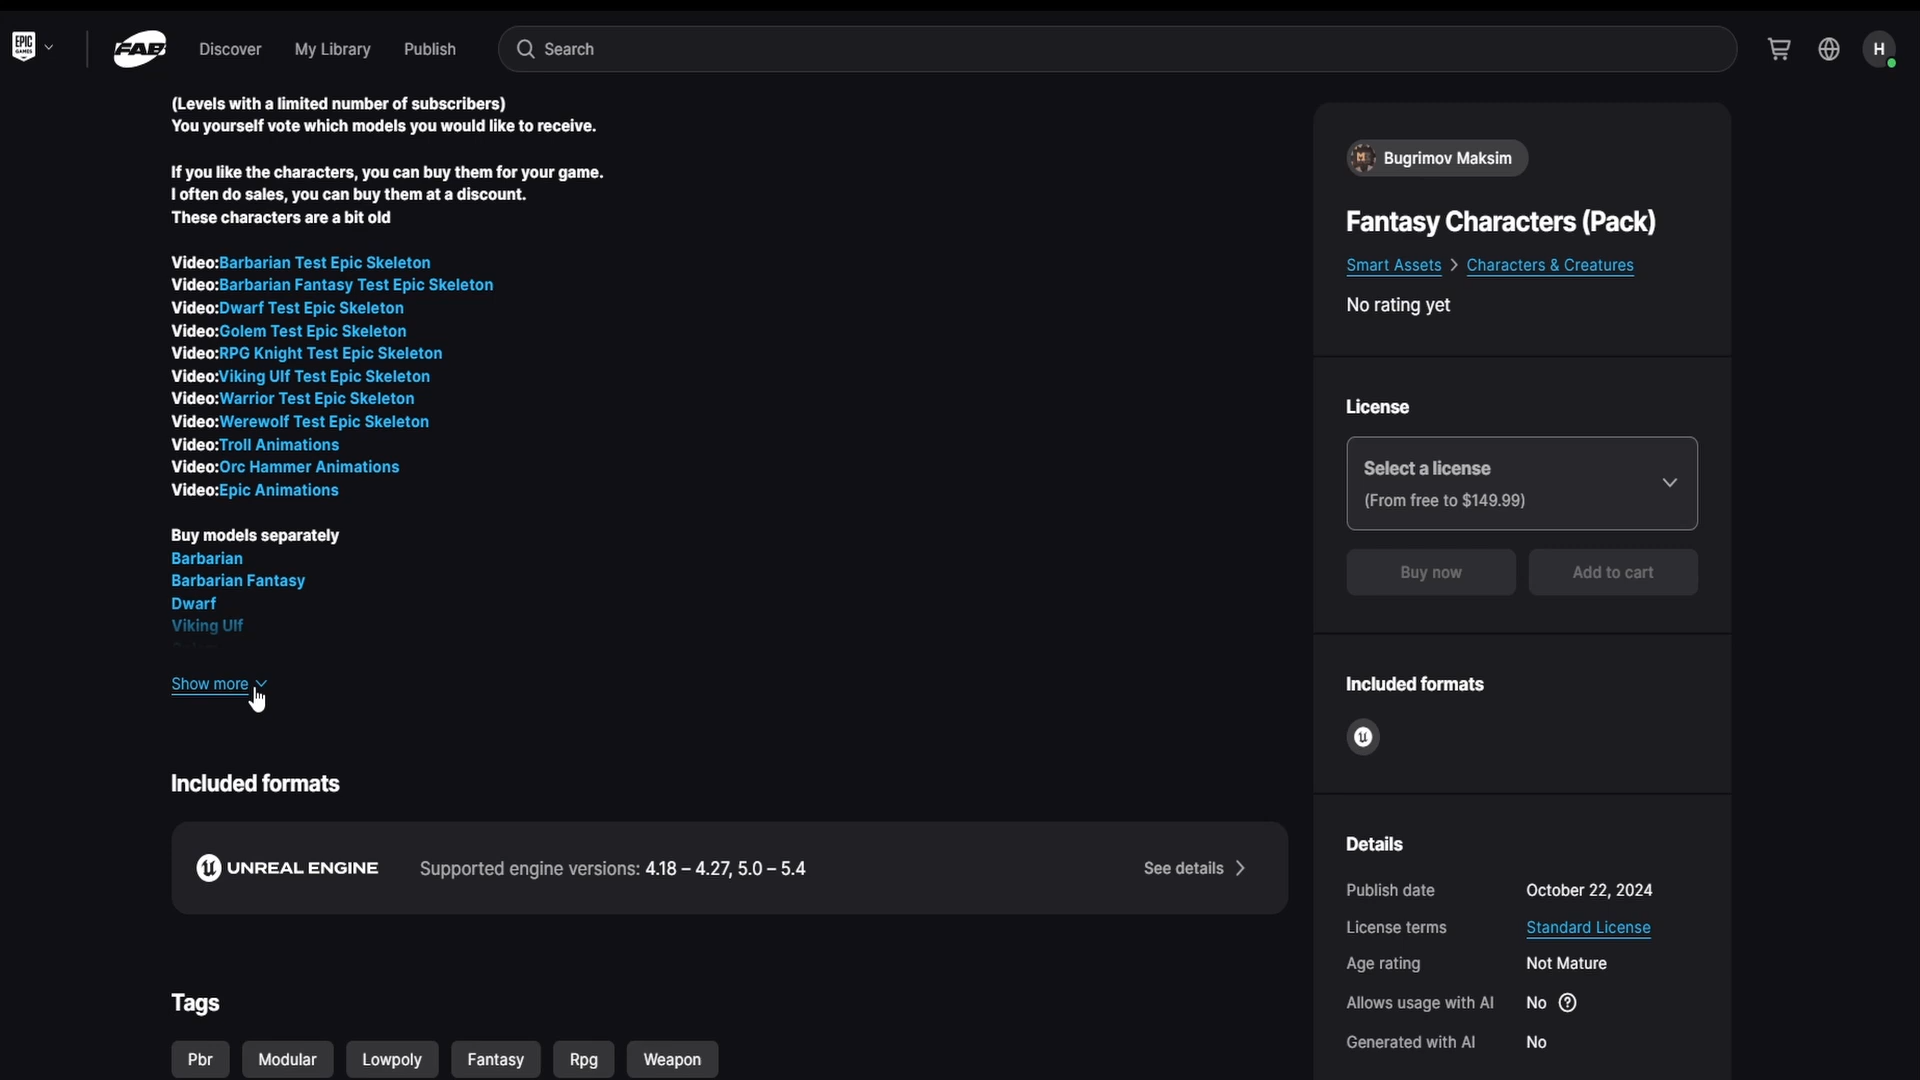 EPIC GAMES
FAB
Discover
My Library
Publish
Search
H
(Levels with a limited number of subscribers)
You yourself vote which models you would like to receive.
If you like the characters, you can buy them for your game.
I often do sales, you can buy them at a discount.
These characters are a bit old
Video:Barbarian Test Epic Skeleton
Video:Barbarian Fantasy Test Epic Skeleton
Video:Dwarf Test Epic Skeleton
Video:Golem Test Epic Skeleton
Video:RPG Knight Test Epic Skeleton
Video:Viking Ulf Test Epic Skeleton
Video:Warrior Test Epic Skeleton
Video:Werewolf Test Epic Skeleton
Video:Troll Animations
Video:Orc Hammer Animations
Video:Epic Animations
Buy models separately
Barbarian
Barbarian Fantasy
Dwarf
Viking Ulf
Show more
Included formats
UNREAL ENGINE
Supported engine versions: 4.18 – 4.27, 5.0 – 5.4
See details
Tags
Pbr
Modular
Lowpoly
Fantasy
Rpg
Weapon
Bugrimov Maksim
Fantasy Characters (Pack)
Smart Assets > Characters & Creatures
No rating yet
License
Select a license
(From free to $149.99)
Buy now
Add to cart
Included formats
Details
Publish date October 22, 2024
License terms Standard License
Age rating Not Mature
Allows usage with AI No
Generated with AI No